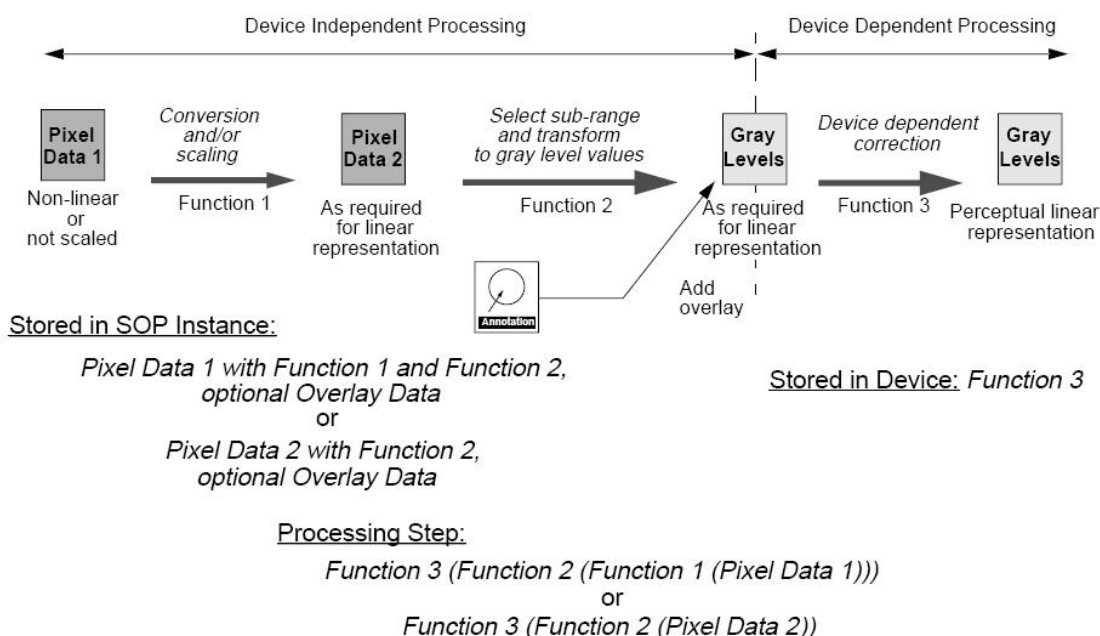 Device Independent Processing
Device Dependent Processing
Pixel
Data 1
Non-linear
or
not scaled
Conversion
and/or
scaling
Function 1
Pixel
Data 2
As required
for linear
representation
Select sub-range
and transform
to gray level values
Function 2
Gray
Levels
As required
for linear
representation
Device dependent
correction
Function 3
Gray
Levels
Perceptual linear
representation
Annotation
Add
overlay
Stored in SOP Instance:
Pixel Data 1 with Function 1 and Function 2,
optional Overlay Data
or
Pixel Data 2 with Function 2,
optional Overlay Data
Stored in Device: Function 3
Processing Step:
Function 3 (Function 2 (Function 1 (Pixel Data 1)))
or
Function 3 (Function 2 (Pixel Data 2))